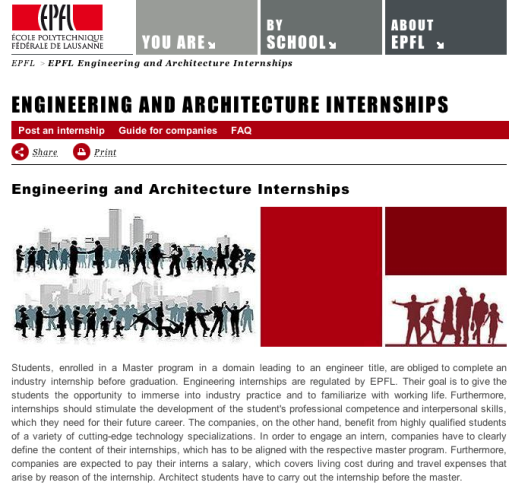 EPFL
ÉCOLE POLYTECHNIQUE
FÉDÉRALE DE LAUSANNE
YOU ARE
BY
SCHOOL
ABOUT
EPFL
EPFL > EPFL Engineering and Architecture Internships
ENGINEERING AND ARCHITECTURE INTERNSHIPS
Post an internship Guide for companies FAQ
Share Print
Engineering and Architecture Internships
Students, enrolled in a Master program in a domain leading to an engineer title, are obliged to complete an
industry internship before graduation. Engineering internships are regulated by EPFL. Their goal is to give the
students the opportunity to immerse into industry practice and to familiarize with working life. Furthermore,
internships should stimulate the development of the student's professional competence and interpersonal skills,
which they need for their future career. The companies, on the other hand, benefit from highly qualified students
of a variety of cutting-edge technology specializations. In order to engage an intern, companies have to clearly
define the content of their internships, which has to be aligned with the respective master program. Furthermore,
companies are expected to pay their interns a salary, which covers living cost during and travel expenses that
arise by reason of the internship. Architect students have to carry out the internship before the master.